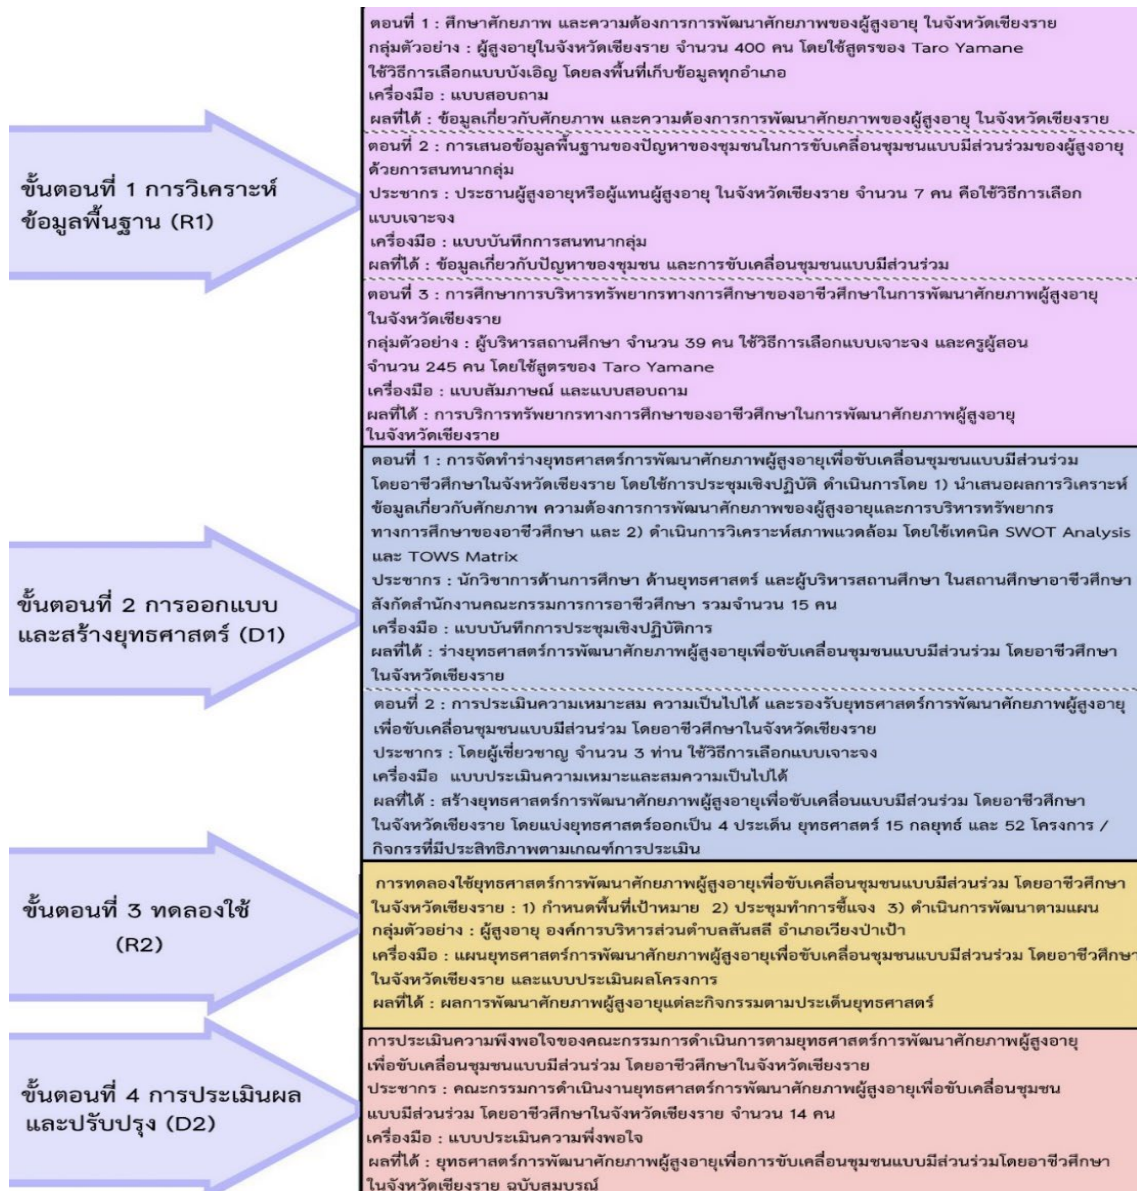 ขั้นตอนที่ 1 การวิเคราะห์
ข้อมูลพื้นฐาน (R1)
ตอนที่ 1 : ศึกษาศักยภาพ และความต้องการการพัฒนาศักยภาพของผู้สูงอายุ ในจังหวัดเชียงราย
กลุ่มตัวอย่าง : ผู้สูงอายุในจังหวัดเชียงราย จำนวน 400 คน โดยใช้สูตรของ Taro Yamane
ใช้วิธีการเลือกแบบบังเอิญ โดยลงพื้นที่เก็บข้อมูลทุกอำเภอ
เครื่องมือ : แบบสอบถาม
ผลที่ได้ : ข้อมูลเกี่ยวกับศักยภาพ และความต้องการการพัฒนาศักยภาพของผู้สูงอายุ ในจังหวัดเชียงราย
ตอนที่ 2 : การเสนอข้อมูลพื้นฐานของปัญหาของชุมชนในการขับเคลื่อนชุมชนแบบมีส่วนร่วมของผู้สูงอายุ
ด้วยการสนทนากลุ่ม
ประชากร : ประธานผู้สูงอายุหรือผู้แทนผู้สูงอายุ ในจังหวัดเชียงราย จำนวน 7 คน คือใช้วิธีการเลือก
แบบเจาะจง
เครื่องมือ : แบบบันทึกการสนทนากลุ่ม
ผลที่ได้ : ข้อมูลเกี่ยวกับปัญหาของชุมชน และการขับเคลื่อนชุมชนแบบมีส่วนร่วม
ตอนที่ 3 : การศึกษาการบริหารทรัพยากรทางการศึกษาของอาชีวศึกษาในการพัฒนาศักยภาพผู้สูงอายุ
ในจังหวัดเชียงราย
กลุ่มตัวอย่าง : ผู้บริหารสถานศึกษา จำนวน 39 คน ใช้วิธีการเลือกแบบเจาะจง และครูผู้สอน
จำนวน 245 คน โดยใช้สูตรของ Taro Yamane
เครื่องมือ : แบบสัมภาษณ์ และแบบสอบถาม
ผลที่ได้ : การบริการทรัพยากรทางการศึกษาของอาชีวศึกษาในการพัฒนาศักยภาพผู้สูงอายุ
ในจังหวัดเชียงราย
ขั้นตอนที่ 2 การออกแบบ
และสร้างยุทธศาสตร์ (D1)
ตอนที่ 1 : การจัดทำร่างยุทธศาสตร์การพัฒนาศักยภาพผู้สูงอายุเพื่อขับเคลื่อนชุมชนแบบมีส่วนร่วม
โดยอาชีวศึกษาในจังหวัดเชียงราย โดยใช้การประชุมเชิงปฏิบัติ ดำเนินการโดย 1) นำเสนอผลการวิเคราะห์
ข้อมูลเกี่ยวกับศักยภาพ ความต้องการการพัฒนาศักยภาพของผู้สูงอายุและการบริหารทรัพยากร
ทางการศึกษาของอาชีวศึกษา และ 2) ดำเนินการวิเคราะห์สภาพแวดล้อม โดยใช้เทคนิค SWOT Analysis
และ TOWS Matrix
ประชากร : นักวิชาการด้านการศึกษา ด้านยุทธศาสตร์ และผู้บริหารสถานศึกษา ในสถานศึกษาอาชีวศึกษา
สังกัดสำนักงานคณะกรรมการการอาชีวศึกษา รวมจำนวน 15 คน
เครื่องมือ : แบบบันทึกการประชุมเชิงปฏิบัติการ
ผลที่ได้ : ร่างยุทธศาสตร์การพัฒนาศักยภาพผู้สูงอายุเพื่อขับเคลื่อนชุมชนแบบมีส่วนร่วม โดยอาชีวศึกษา
ในจังหวัดเชียงราย
ตอนที่ 2 : การประเมินความเหมาะสม ความเป็นไปได้ และรองรับยุทธศาสตร์การพัฒนาศักยภาพผู้สูงอายุ
เพื่อขับเคลื่อนชุมชนแบบมีส่วนร่วม โดยอาชีวศึกษาในจังหวัดเชียงราย
ประชากร : โดยผู้เชี่ยวชาญ จำนวน 3 ท่าน ใช้วิธีการเลือกแบบเจาะจง
เครื่องมือ แบบประเมินความเหมาะและสมความเป็นไปได้
ผลที่ได้ : สร้างยุทธศาสตร์การพัฒนาศักยภาพผู้สูงอายุเพื่อขับเคลื่อนแบบมีส่วนร่วม โดยอาชีวศึกษา
ในจังหวัดเชียงราย โดยแบ่งยุทธศาสตร์ออกเป็น 4 ประเด็น ยุทธศาสตร์ 15 กลยุทธ์ และ 52 โครงการ /
กิจกรรที่มีประสิทธิภาพตามเกณฑ์การประเมิน
ขั้นตอนที่ 3 ทดลองใช้
(R2)
การทดลองใช้ยุทธศาสตร์การพัฒนาศักยภาพผู้สูงอายุเพื่อขับเคลื่อนชุมชนแบบมีส่วนร่วม โดยอาชีวศึกษา
ในจังหวัดเชียงราย : 1) กำหนดพื้นที่เป้าหมาย 2) ประชุมทำการชี้แจง 3) ดำเนินการพัฒนาตามแผน
กลุ่มตัวอย่าง : ผู้สูงอายุ องค์การบริหารส่วนตำบลสันสลี อำเภอเวียงป่าเป้า
เครื่องมือ : แผนยุทธศาสตร์การพัฒนาศักยภาพผู้สูงอายุเพื่อขับเคลื่อนชุมชนแบบมีส่วนร่วม โดยอาชีวศึกษา
ในจังหวัดเชียงราย และแบบประเมินผลโครงการ
ผลที่ได้ : ผลการพัฒนาศักยภาพผู้สูงอายุแต่ละกิจกรรมตามประเด็นยุทธศาสตร์
ขั้นตอนที่ 4 การประเมินผล
และปรับปรุง (D2)
การประเมินความพึงพอใจของคณะกรรมการดำเนินการตามยุทธศาสตร์การพัฒนาศักยภาพผู้สูงอายุ
เพื่อขับเคลื่อนชุมชนแบบมีส่วนร่วม โดยอาชีวศึกษาในจังหวัดเชียงราย
ประชากร : คณะกรรมการดำเนินงานยุทธศาสตร์การพัฒนาศักยภาพผู้สูงอายุเพื่อขับเคลื่อนชุมชน
แบบมีส่วนร่วม โดยอาชีวศึกษาในจังหวัดเชียงราย จำนวน 14 คน
เครื่องมือ : แบบประเมินความพึ่งพอใจ
ผลที่ได้ : ยุทธศาสตร์การพัฒนาศักยภาพผู้สูงอายุเพื่อการขับเคลื่อนชุมชนแบบมีส่วนร่วมโดยอาชีวศึกษา
ในจังหวัดเชียงราย ฉบับสมบูรณ์